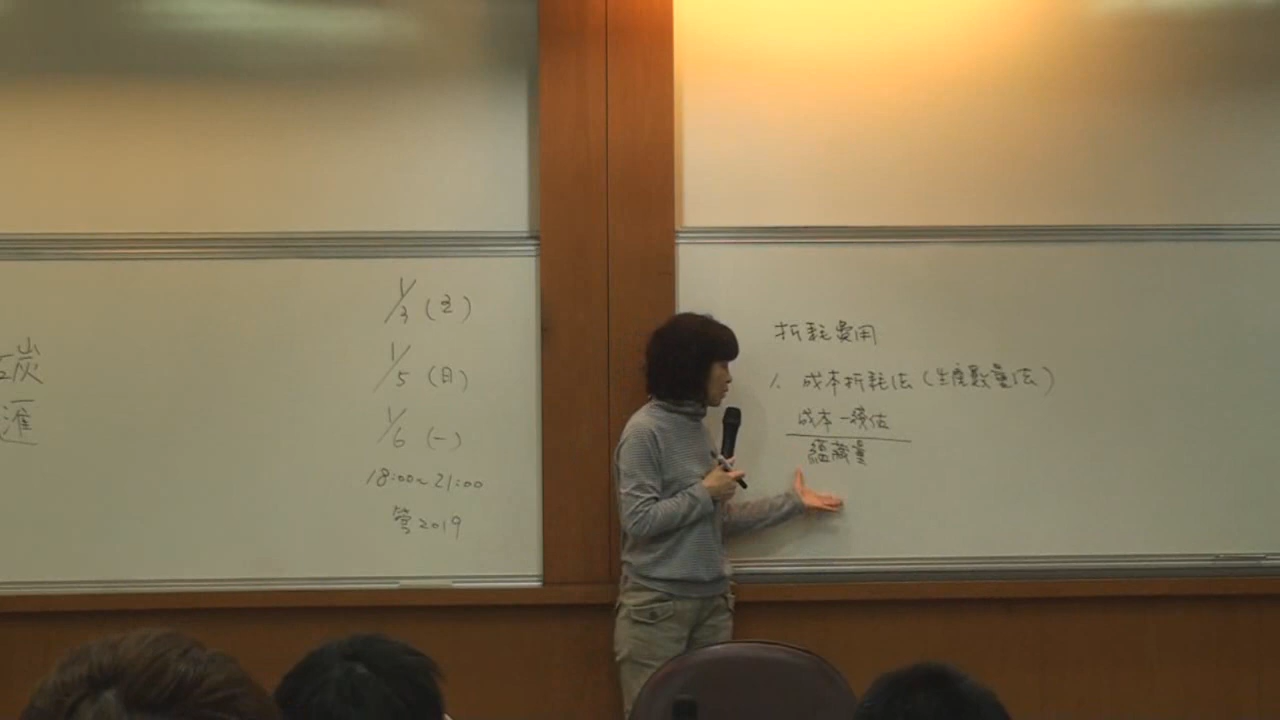 碳
匯
1/3 (五)
1/5 (日)
1/6 (一)
18:00~21:00
管2019
折耗費用
1. 成本折耗法(生產數量法)
成本-殘值
蘊藏量